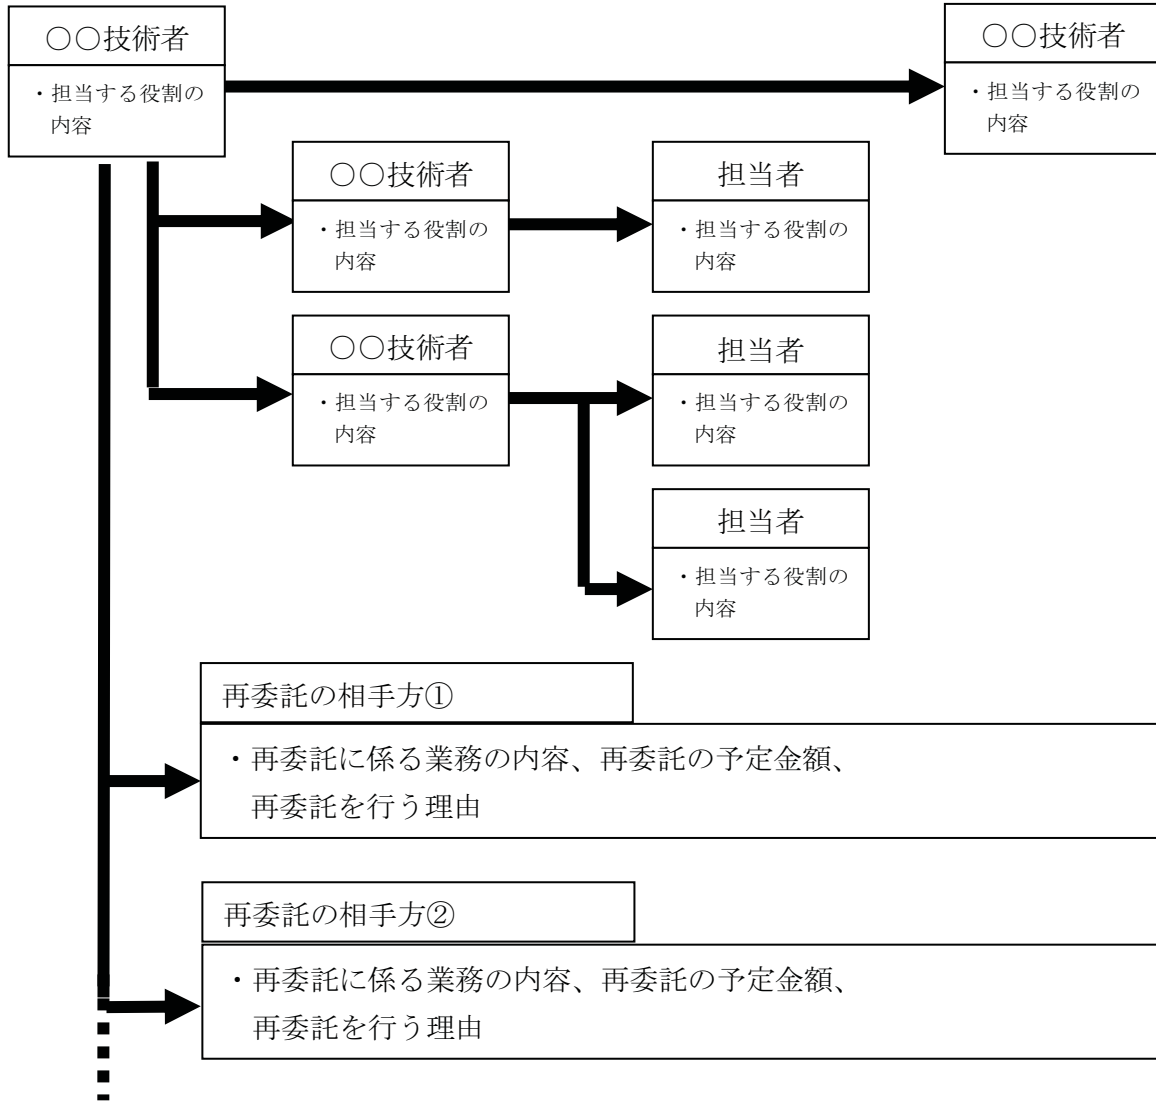 〇〇技術者
・担当する役割の
内容
〇〇技術者
・担当する役割の
内容
〇〇技術者
・担当する役割の
内容
担当者
・担当する役割の
内容
〇〇技術者
・担当する役割の
内容
担当者
・担当する役割の
内容
担当者
・担当する役割の
内容
再委託の相手方①
・再委託に係る業務の内容、再委託の予定金額、
再委託を行う理由
再委託の相手方②
・再委託に係る業務の内容、再委託の予定金額、
再委託を行う理由